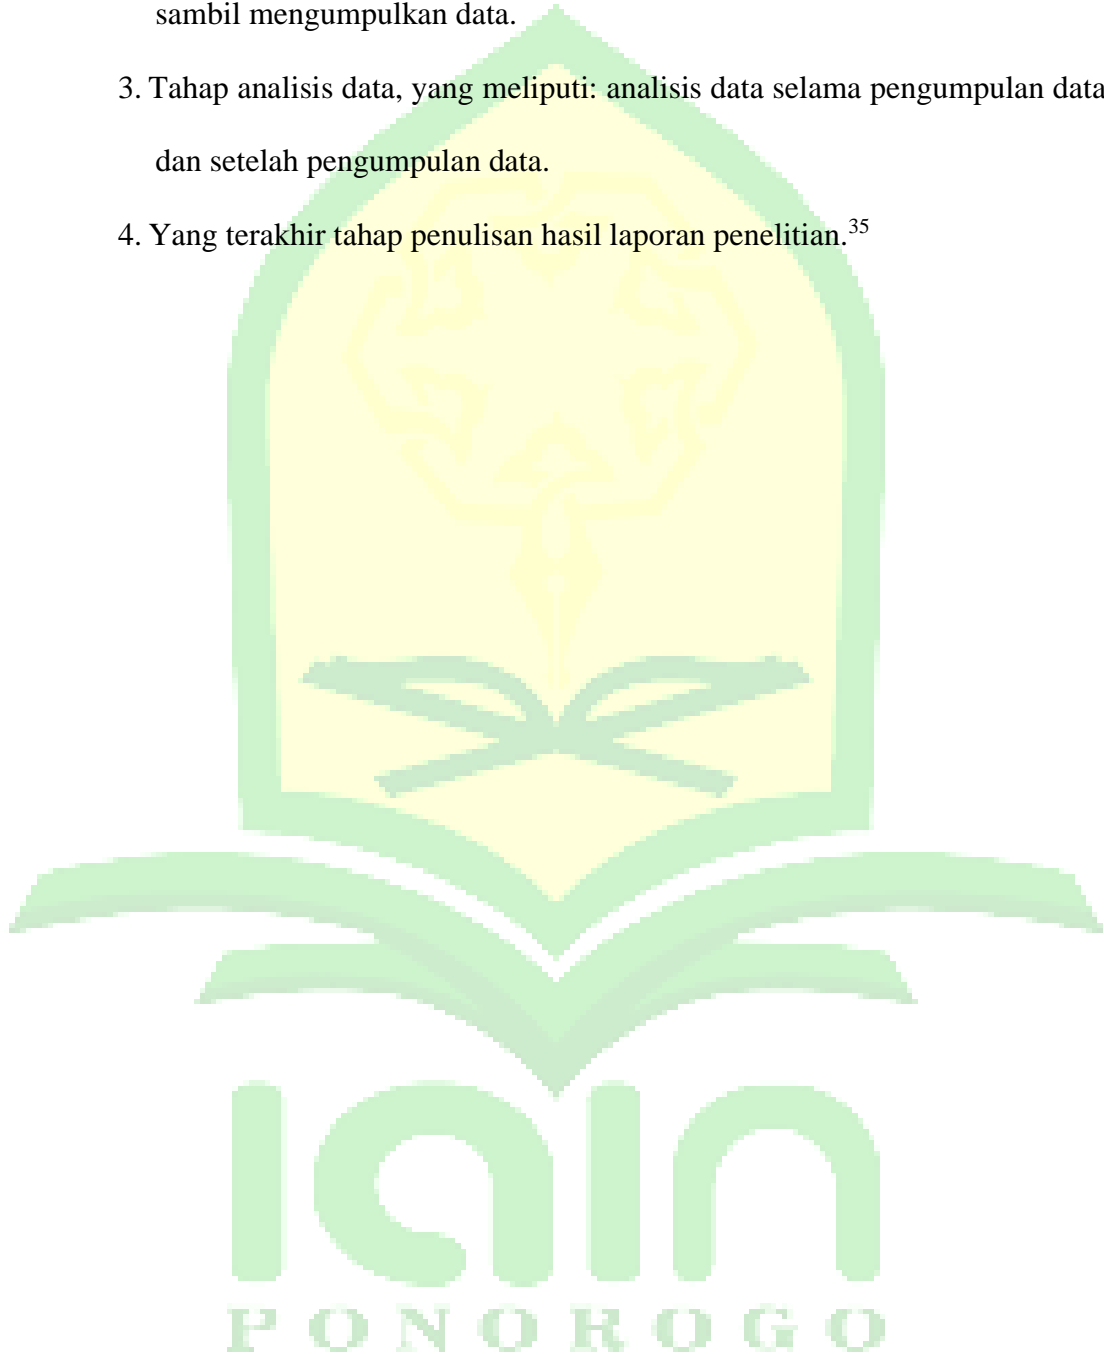 sambil mengumpulkan data.
3. Tahap analisis data, yang meliputi: analisis data selama pengumpulan data
dan setelah pengumpulan data.
4. Yang terakhir tahap penulisan hasil laporan penelitian.35
iain
PONOROGO